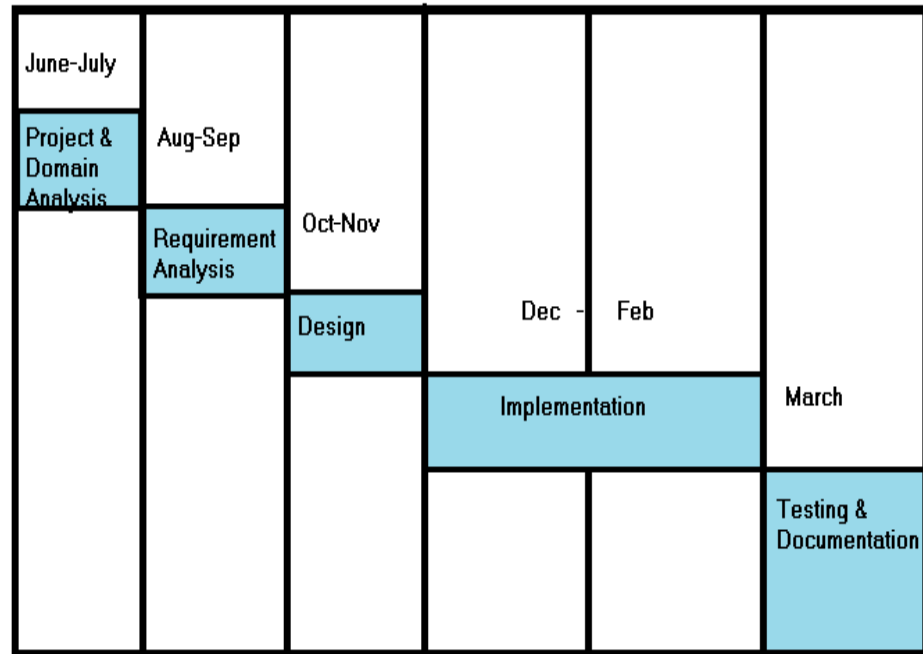 June-July
Project &
Domain
Analysis
Aug-Sep
Requirement
Analysis
Oct-Nov
Design
Dec - Feb
Implementation
March
Testing &
Documentation